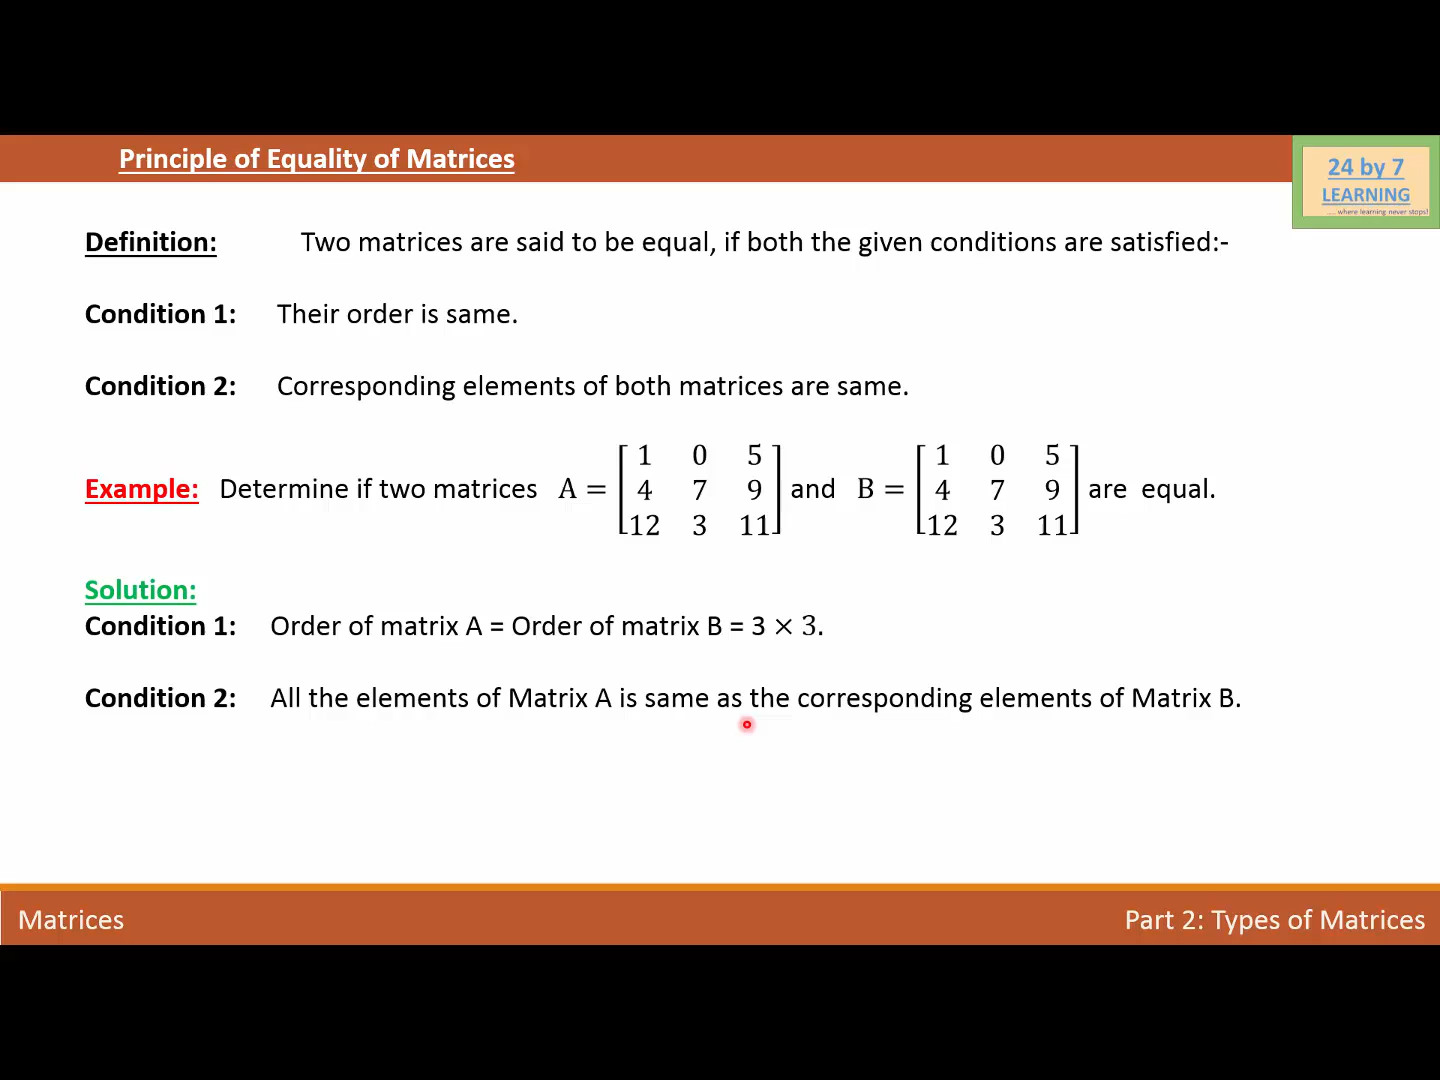 Principle of Equality of Matrices
24 by 7
LEARNING
.... where learning never stops!
Definition: Two matrices are said to be equal, if both the given conditions are satisfied:-
Condition 1: Their order is same.
Condition 2: Corresponding elements of both matrices are same.
Example: Determine if two matrices A = [1 0 5 4 7 9 12 3 11] and B = [1 0 5 4 7 9 12 3 11] are equal.
Solution:
Condition 1: Order of matrix A = Order of matrix B = 3 × 3.
Condition 2: All the elements of Matrix A is same as the corresponding elements of Matrix B.
Matrices
Part 2: Types of Matrices